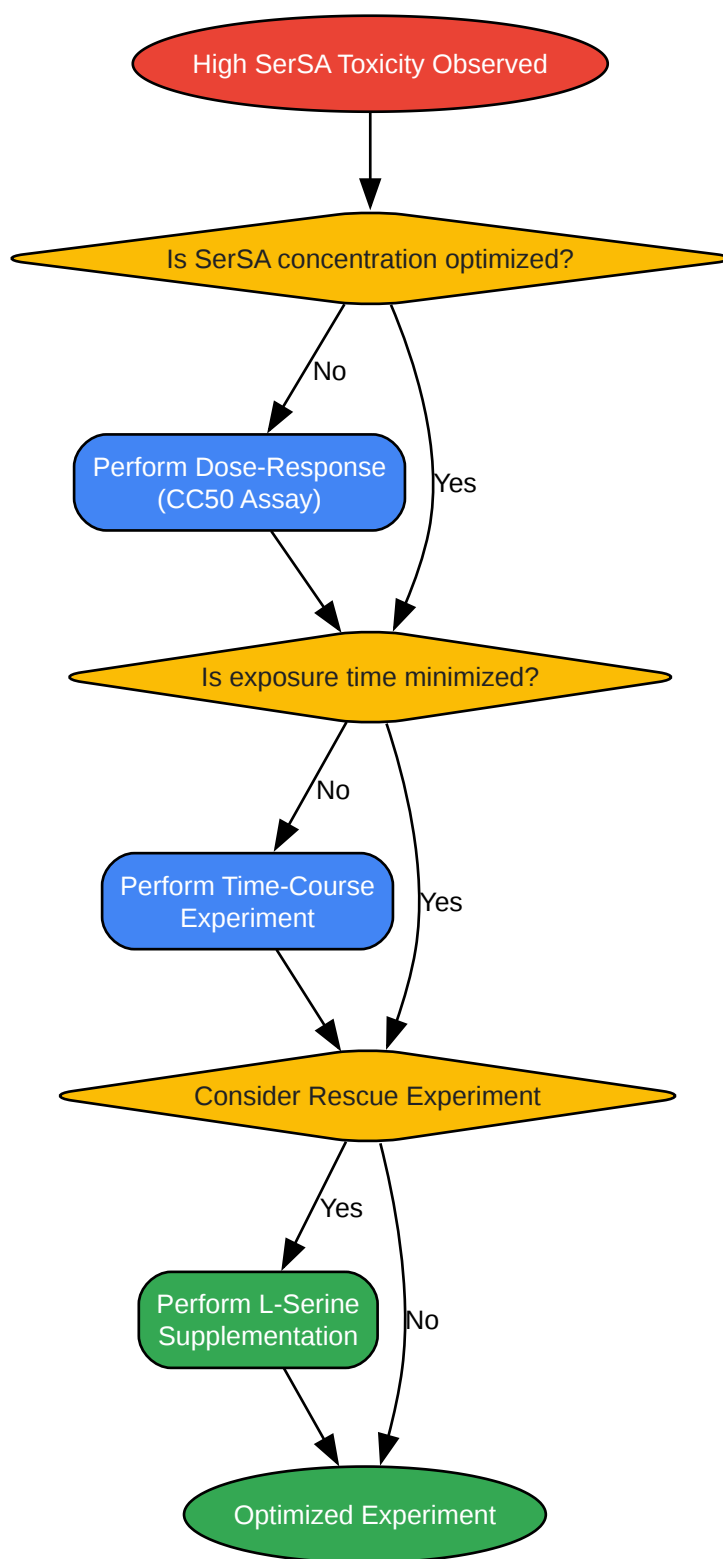 High SerSA Toxicity Observed
Is SerSA concentration optimized?
No
Perform Dose-Response
(CC50 Assay)
Yes
Is exposure time minimized?
No
Perform Time-Course
Experiment
Yes
Consider Rescue Experiment
Yes
Perform L-Serine
Supplementation
No
Optimized Experiment